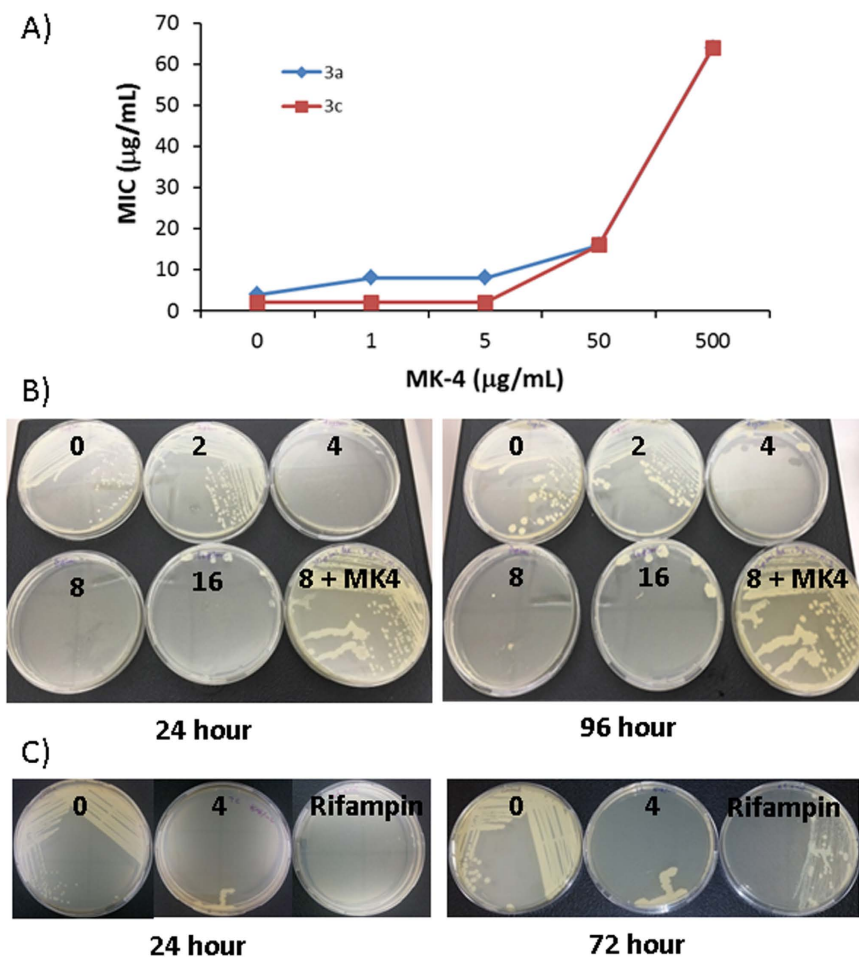 A)
70
60
50
40
30
20
10
0
MIC (µg/mL)
3a
3c
0 1 5 50 500
MK-4 (µg/mL)
B)
0 2 4
8 16 8 + MK4
24 hour
0 2 4
8 16 8 + MK4
96 hour
C)
0 4 Rifampin
24 hour
0 4 Rifampin
72 hour